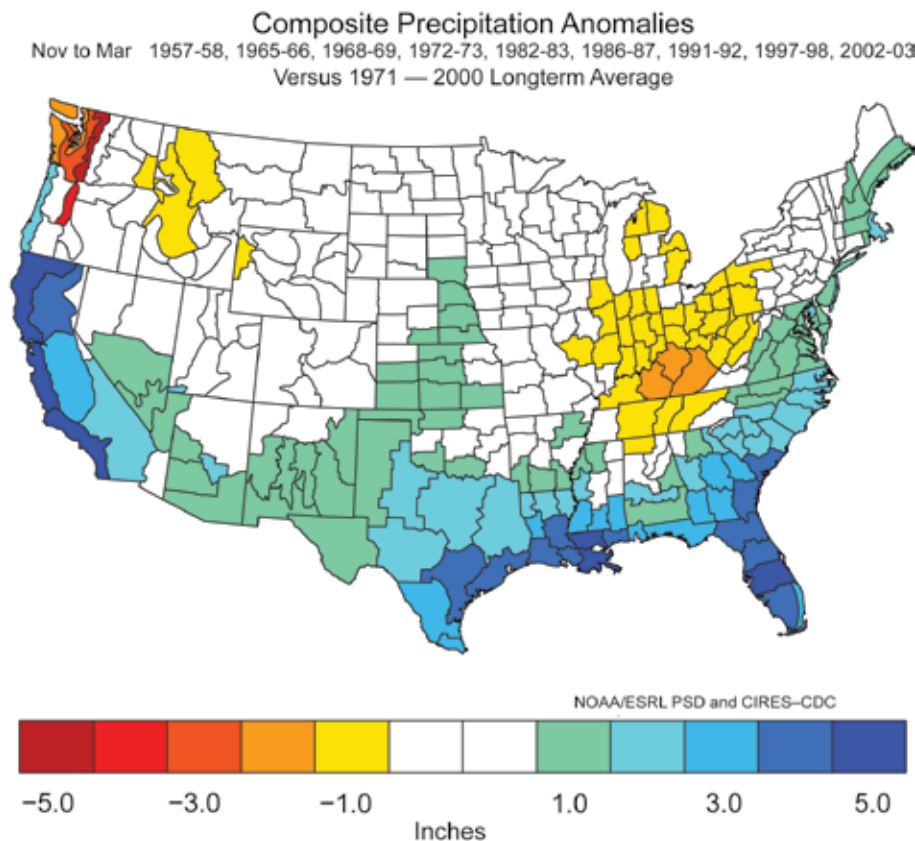 Composite Precipitation Anomalies
Nov to Mar 1957-58, 1965-66, 1968-69, 1972-73, 1982-83, 1986-87, 1991-92, 1997-98, 2002-03
Versus 1971 — 2000 Longterm Average
NOAA/ESRL PSD and CIRES–CDC
−5.0 −3.0 −1.0 1.0 3.0 5.0
Inches